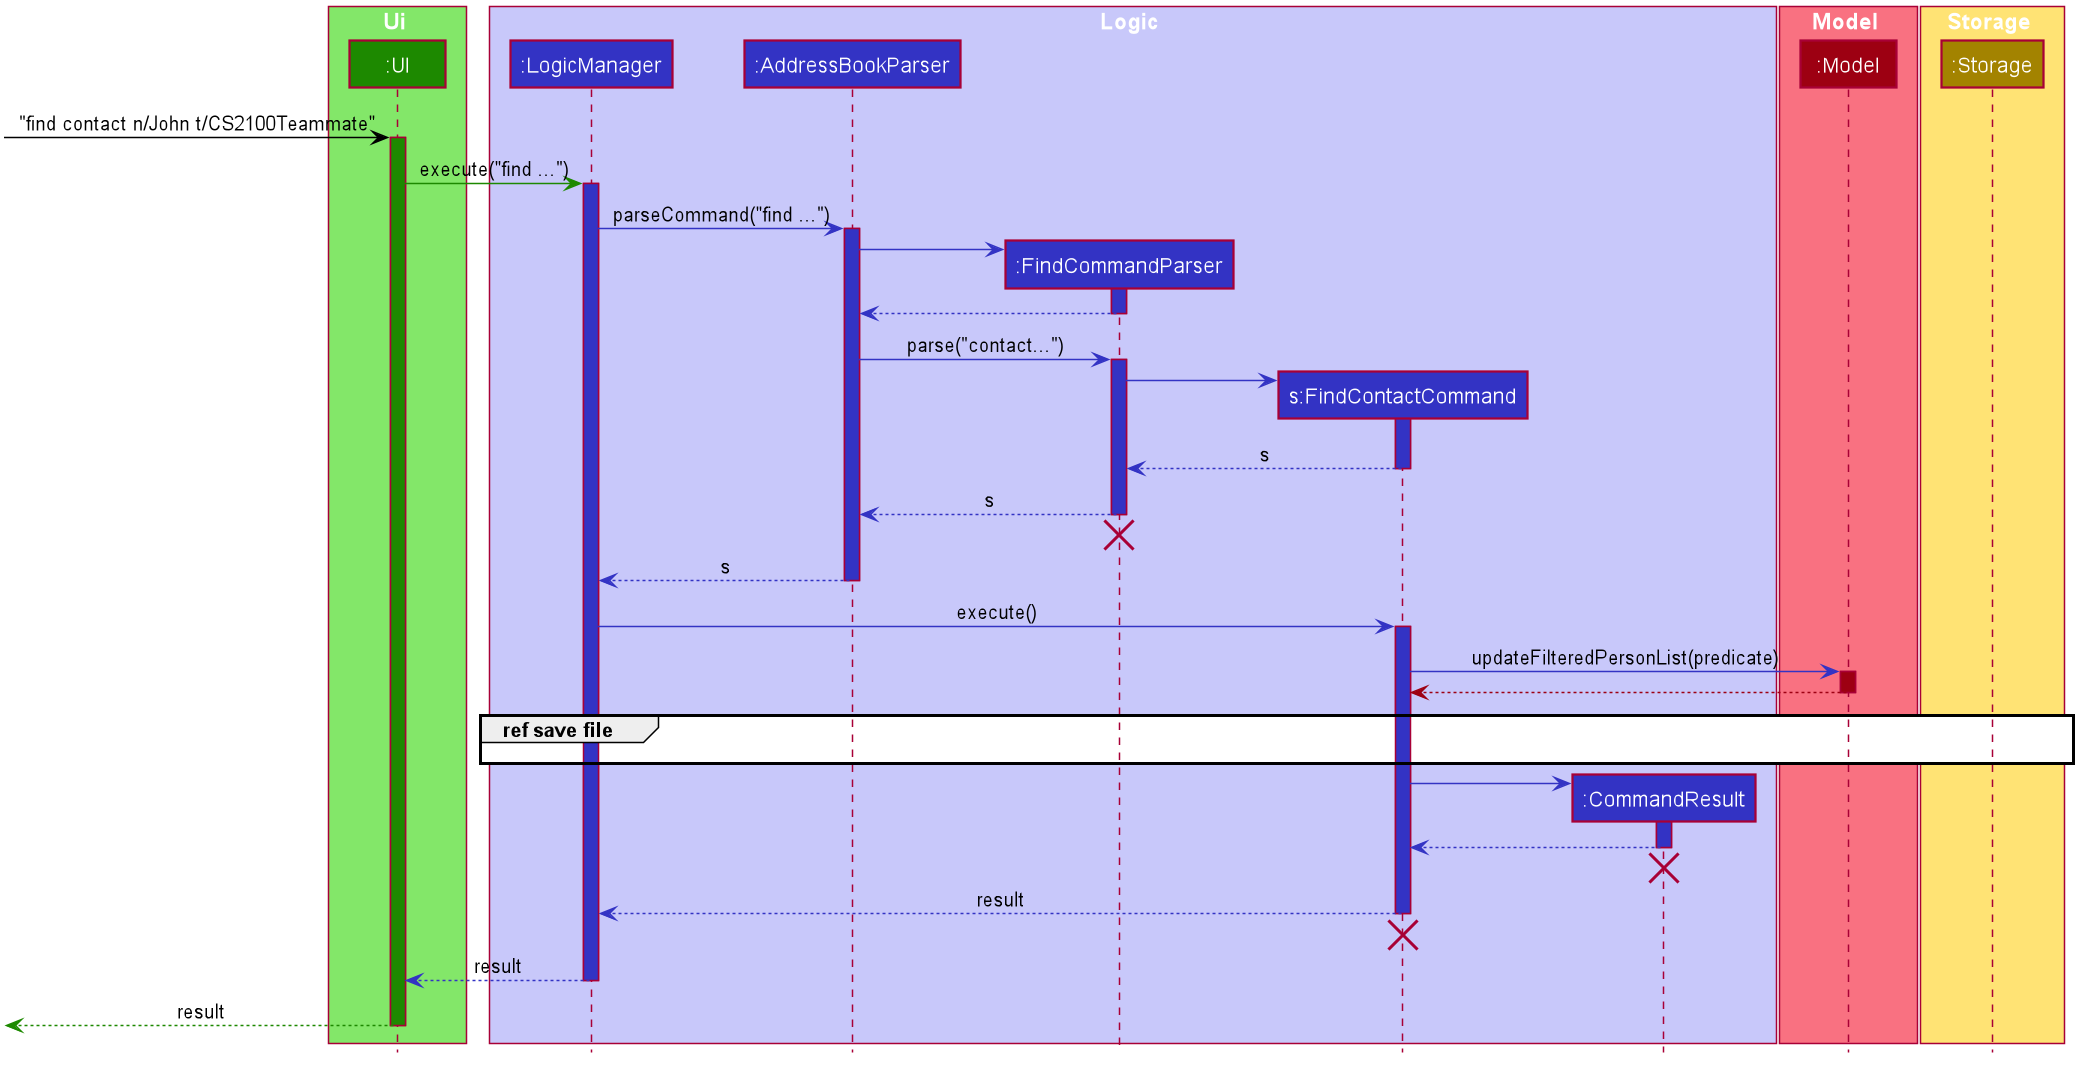 Ui
Logic
Model
Storage
:UI
:LogicManager
:AddressBookParser
:Model
:Storage
"find contact n/John t/CS2100Teammate"
execute("find ...")
parseCommand("find ...")
:FindCommandParser
parse("contact...")
s:FindContactCommand
s
s
s
execute()
updateFilteredPersonList(predicate)
ref save file
:CommandResult
result
result
result